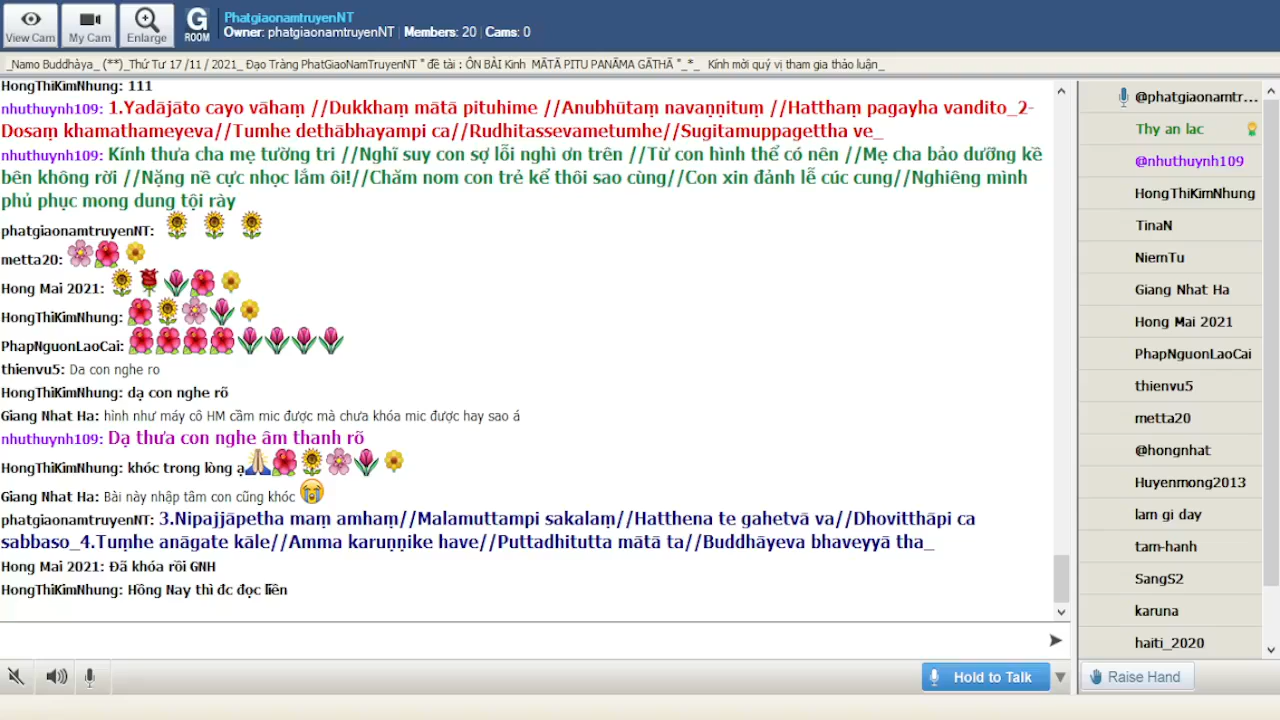 View Cam
My Cam
Enlarge
G
ROOM
PhatgiaonamtruyenNT
Owner: phatgiaonamtruyenNT | Members: 20 | Cams: 0
_Namo Buddhàya_ (**)_Thứ Tư 17 /11 / 2021_ Đạo Tràng PhatGiaoNamTruyenNT " đề tài : ÔN BÀI Kinh MĀTĀ PITU PANĀMA GĀTHĀ "_*_ Kính mời quý vị tham gia thảo luận_
HongThiKimNhung: 111
nhuthuynh109: 1.Yadājāto cayo vāhaṃ //Dukkhaṃ mātā pituhime //Anubhūtaṃ navaṇṇituṃ //Hatthaṃ pagayha vandito_2-
Dosaṃ khamathameyeva//Tumhe dethābhayampi ca//Rudhitassevametumhe//Sugitamuppagettha ve_
nhuthuynh109: Kính thưa cha mẹ tường tri //Nghĩ suy con sợ lỗi nghì ơn trên //Từ con hình thể có nên //Mẹ cha bảo dưỡng kề
bên không rời //Nặng nề cực nhọc lắm ôi!//Chăm nom con trẻ kể thôi sao cùng//Con xin đảnh lễ cúc cung//Nghiêng mình
phủ phục mong dung tội rày
phatgiaonamtruyenNT:
metta20:
Hong Mai 2021:
HongThiKimNhung:
PhapNguonLaoCai:
thienvu5: Da con nghe ro
HongThiKimNhung: dạ con nghe rõ
Giang Nhat Ha: hình như máy cô HM cầm mic được mà chưa khóa mic được hay sao á
nhuthuynh109: Dạ thưa con nghe âm thanh rõ
HongThiKimNhung: khóc trong lòng ạ
Giang Nhat Ha: Bài này nhập tâm con cũng khóc
phatgiaonamtruyenNT: 3.Nipajjāpetha maṃ amhaṃ//Malamuttampi sakalaṃ//Hatthena te gahetvā va//Dhovitthāpi ca
sabbaso_4.Tuṃhe anāgate kāle//Amma karuṇṇike have//Puttadhitutta mātā ta//Buddhāyeva bhaveyyā tha_
Hong Mai 2021: Đã khóa rồi GNH
HongThiKimNhung: Hồng Nay thì đc đọc liền
Hold to Talk
@phatgiaonamtr...
Thy an lac
@nhuthuynh109
HongThiKimNhung
TinaN
NiemTu
Giang Nhat Ha
Hong Mai 2021
PhapNguonLaoCai
thienvu5
metta20
@hongnhat
Huyenmong2013
lam gi day
tam-hanh
SangS2
karuna
haiti_2020
Raise Hand